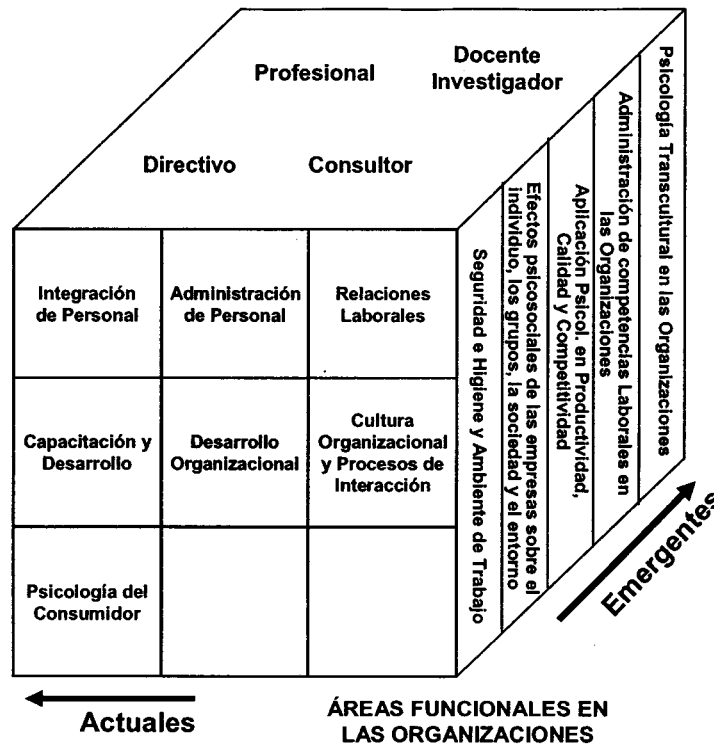 Profesional
Docente
Investigador
Directivo
Consultor
Integración
de Personal
Administración
de Personal
Relaciones
Laborales
Capacitación y
Desarrollo
Desarrollo
Organizacional
Cultura
Organizacional
y Procesos de
Interacción
Psicología del
Consumidor
Seguridad e Higiene y Ambiente de Trabajo
Efectos psicosociales de las empresas sobre el
individuo, los grupos, la sociedad y el entorno
Aplicación Psicol. en Productividad,
Calidad y Competitividad
Administración de competencias Laborales en
las Organizaciones
Psicología Transcultural en las Organizaciones
Emergentes
Actuales
ÁREAS FUNCIONALES EN
LAS ORGANIZACIONES